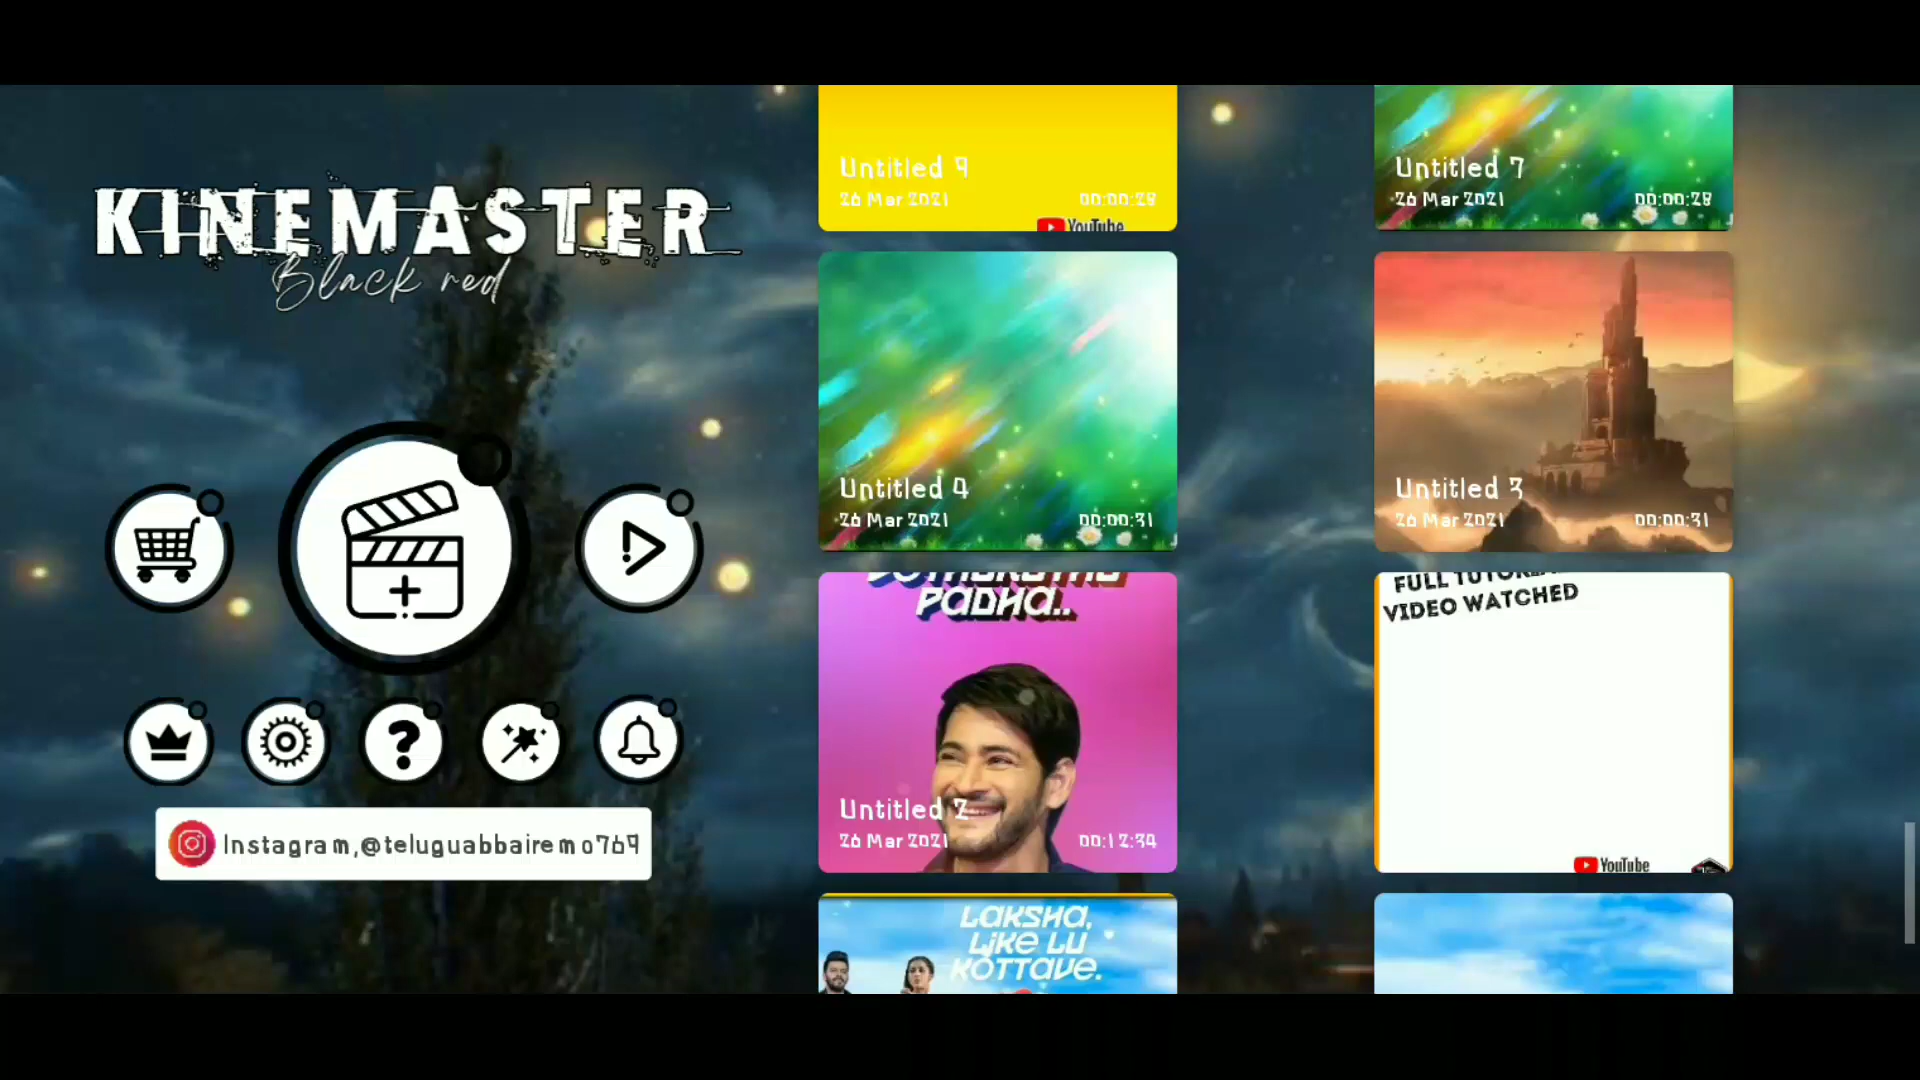 KINEMASTER
Black red
Instagram,@teluguabbairemo769
Untitled 9
26 Mar 2021 00:00:28
YouTube
Untitled 7
26 Mar 2021 00:00:28
Untitled 4
26 Mar 2021 00:00:31
Untitled 3
26 Mar 2021 00:00:31
PADHA..
Untitled 2
26 Mar 2021 00:12:34
FULL
VIDEO WATCHED
YouTube
LAKSHA,
LIKE LU
KOTTAVE.